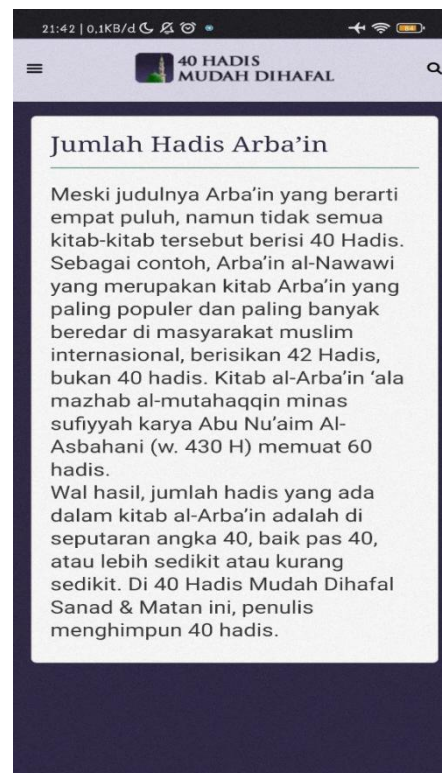 21:42 | 0,1KB/d
40 HADIS
MUDAH DIHAFAL
Jumlah Hadis Arba’in
Meski judulnya Arba’in yang berarti
empat puluh, namun tidak semua
kitab-kitab tersebut berisi 40 Hadis.
Sebagai contoh, Arba’in al-Nawawi
yang merupakan kitab Arba’in yang
paling populer dan paling banyak
beredar di masyarakat muslim
internasional, berisikan 42 Hadis,
bukan 40 hadis. Kitab al-Arba’in ‘ala
mazhab al-mutahaqqin minas
sufiyyah karya Abu Nu’aim Al-
Asbahani (w. 430 H) memuat 60
hadis.
Wal hasil, jumlah hadis yang ada
dalam kitab al-Arba’in adalah di
seputaran angka 40, baik pas 40,
atau lebih sedikit atau kurang
sedikit. Di 40 Hadis Mudah Dihafal
Sanad & Matan ini, penulis
menghimpun 40 hadis.